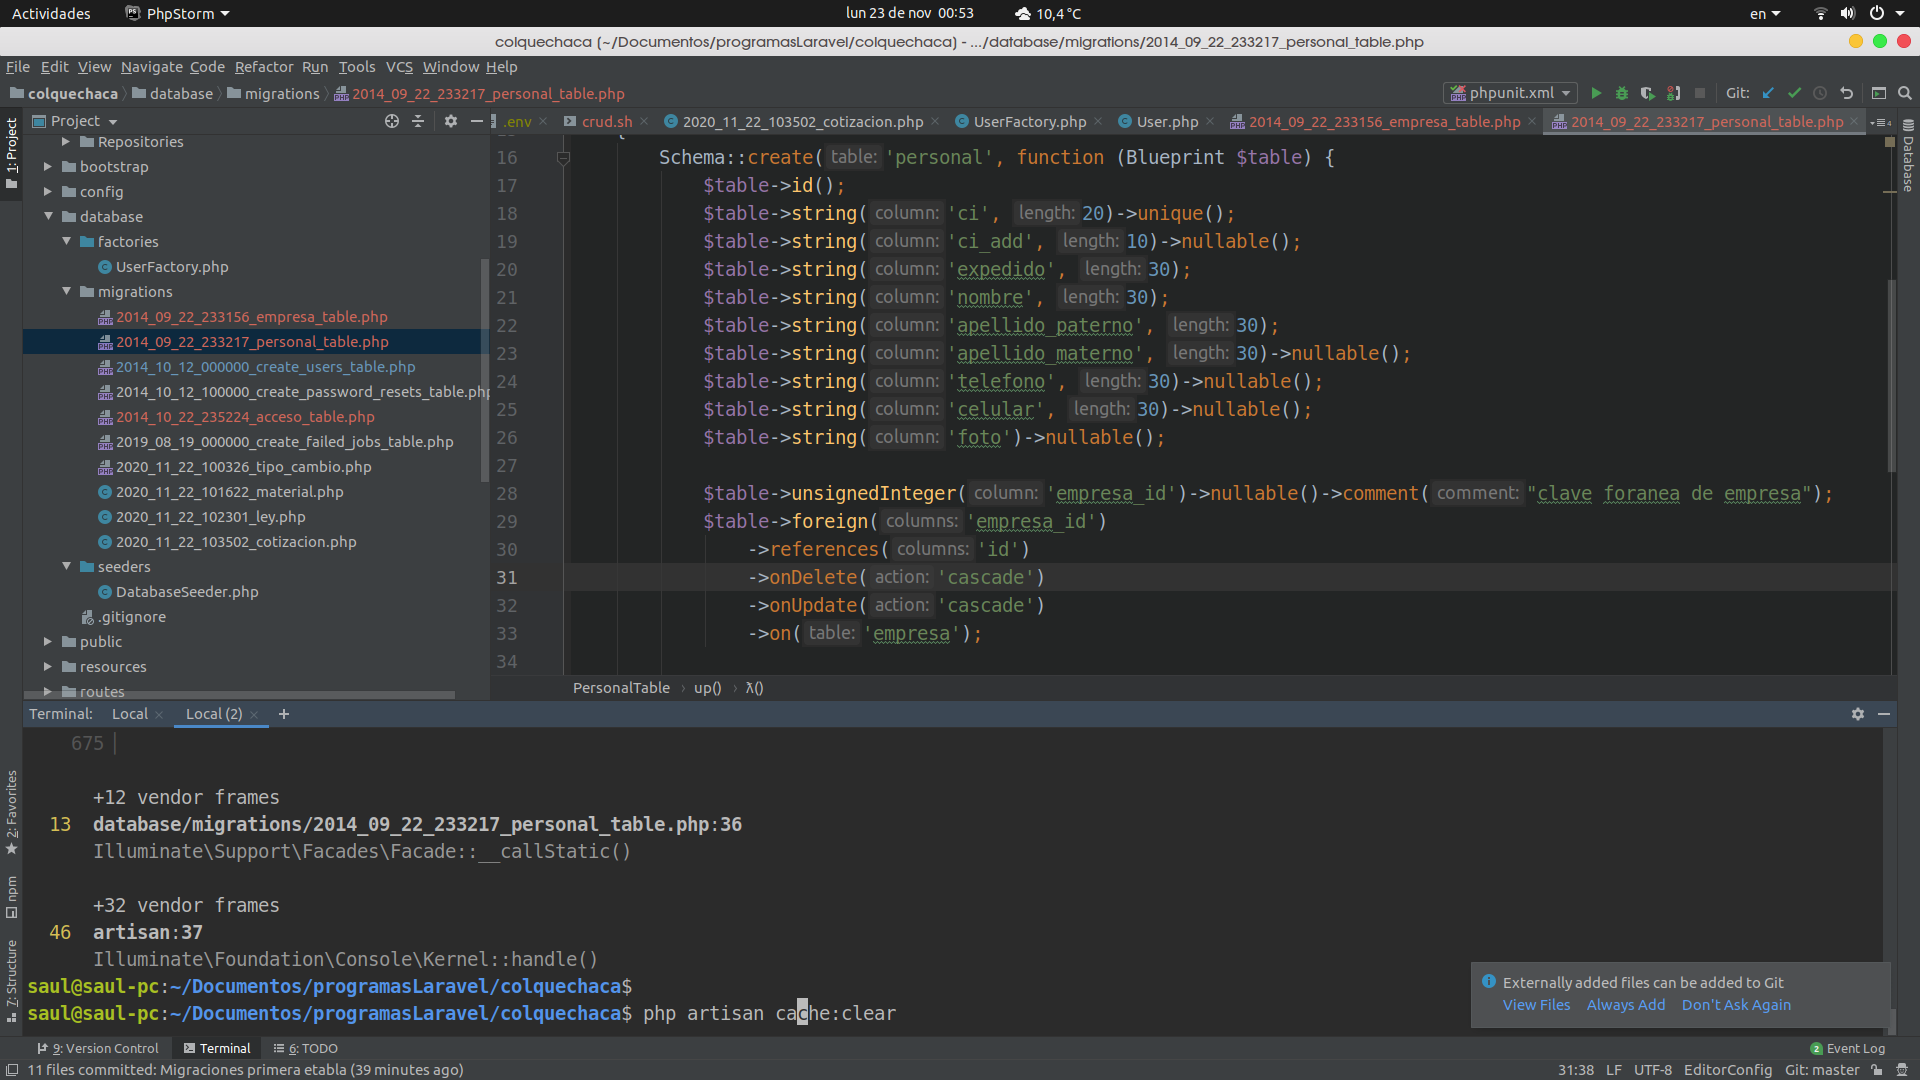 Actividades
PhpStorm
lun 23 de nov 00:53
10,4 °C
en
colquechaca [~/Documentos/programasLaravel/colquechaca] - .../database/migrations/2014_09_22_233217_personal_table.php
File Edit View Navigate Code Refactor Run Tools VCS Window Help
colquechaca database migrations 2014_09_22_233217_personal_table.php
phpunit.xml
Git:
Project
.env
crud.sh
2020_11_22_103502_cotizacion.php
UserFactory.php
User.php
2014_09_22_233156_empresa_table.php
2014_09_22_233217_personal_table.php
1: Project
Database
Repositories
bootstrap
config
database
factories
UserFactory.php
migrations
2014_09_22_233156_empresa_table.php
2014_09_22_233217_personal_table.php
2014_10_12_000000_create_users_table.php
2014_10_12_100000_create_password_resets_table.php
2014_10_22_235224_acceso_table.php
2019_08_19_000000_create_failed_jobs_table.php
2020_11_22_100326_tipo_cambio.php
2020_11_22_101622_material.php
2020_11_22_102301_ley.php
2020_11_22_103502_cotizacion.php
seeders
DatabaseSeeder.php
.gitignore
public
resources
routes
{
16 Schema::create( table: 'personal', function (Blueprint $table) {
17 $table->id();
18 $table->string( column: 'ci', length: 20)->unique();
19 $table->string( column: 'ci_add', length: 10)->nullable();
20 $table->string( column: 'expedido', length: 30);
21 $table->string( column: 'nombre', length: 30);
22 $table->string( column: 'apellido_paterno', length: 30);
23 $table->string( column: 'apellido_materno', length: 30)->nullable();
24 $table->string( column: 'telefono', length: 30)->nullable();
25 $table->string( column: 'celular', length: 30)->nullable();
26 $table->string( column: 'foto')->nullable();
27
28 $table->unsignedInteger( column: 'empresa_id')->nullable()->comment( comment: "clave foranea de empresa");
29 $table->foreign( columns: 'empresa_id')
30 ->references( columns: 'id')
31 ->onDelete( action: 'cascade')
32 ->onUpdate( action: 'cascade')
33 ->on( table: 'empresa');
34
PersonalTable › up() › λ()
Terminal: Local Local (2)
675
+12 vendor frames
13 database/migrations/2014_09_22_233217_personal_table.php:36
Illuminate\Support\Facades\Facade::__callStatic()
+32 vendor frames
46 artisan:37
Illuminate\Foundation\Console\Kernel::handle()
saul@saul-pc:~/Documentos/programasLaravel/colquechaca$
saul@saul-pc:~/Documentos/programasLaravel/colquechaca$ php artisan cache:clear
2: Favorites
npm
7: Structure
Externally added files can be added to Git
View Files Always Add Don't Ask Again
9: Version Control
Terminal
6: TODO
2 Event Log
11 files committed: Migraciones primera etabla (39 minutes ago)
31:38 LF UTF-8 EditorConfig Git: master